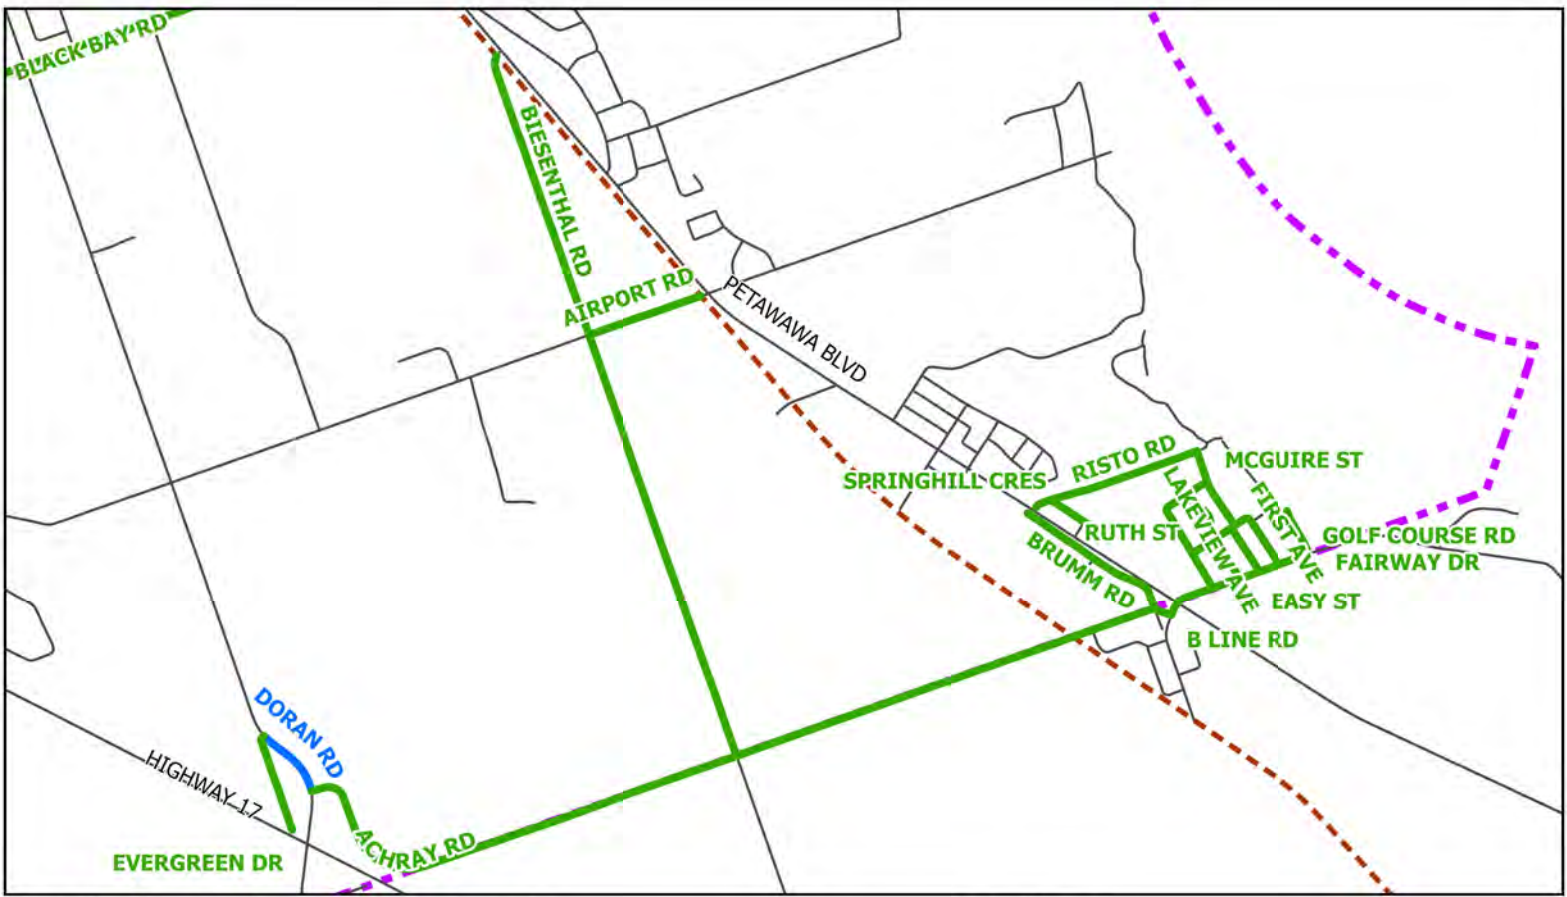 BLACK BAY RD
BIESENTHAL RD
AIRPORT RD
PETAWAWA BLVD
RISTO RD
MCGUIRE ST
SPRINGHILL CRES
LAKEVIEW AVE
FIRST AVE
RUTH ST
GOLF COURSE RD
BRUMM RD
FAIRWAY DR
EASY ST
B LINE RD
DORAN RD
HIGHWAY 17
ACHRAY RD
EVERGREEN DR